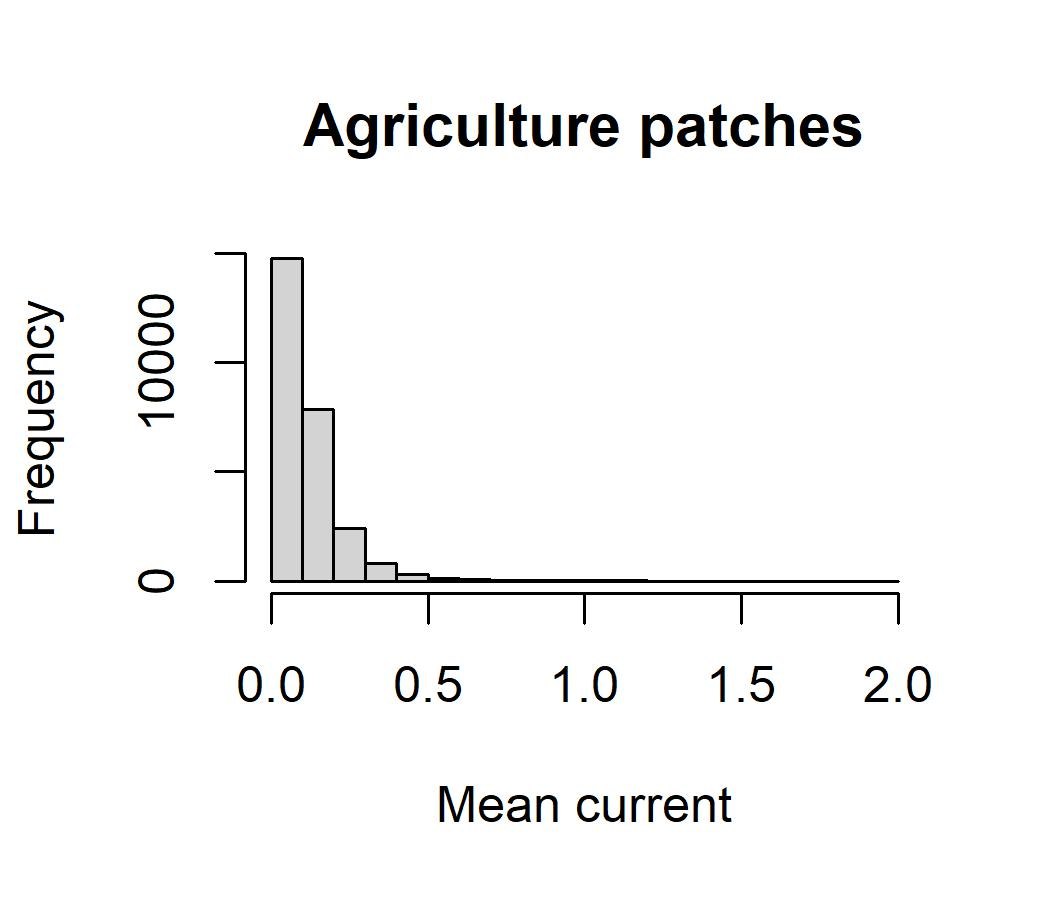 Agriculture patches
Frequency
10000
0
0.0 0.5 1.0 1.5 2.0
Mean current